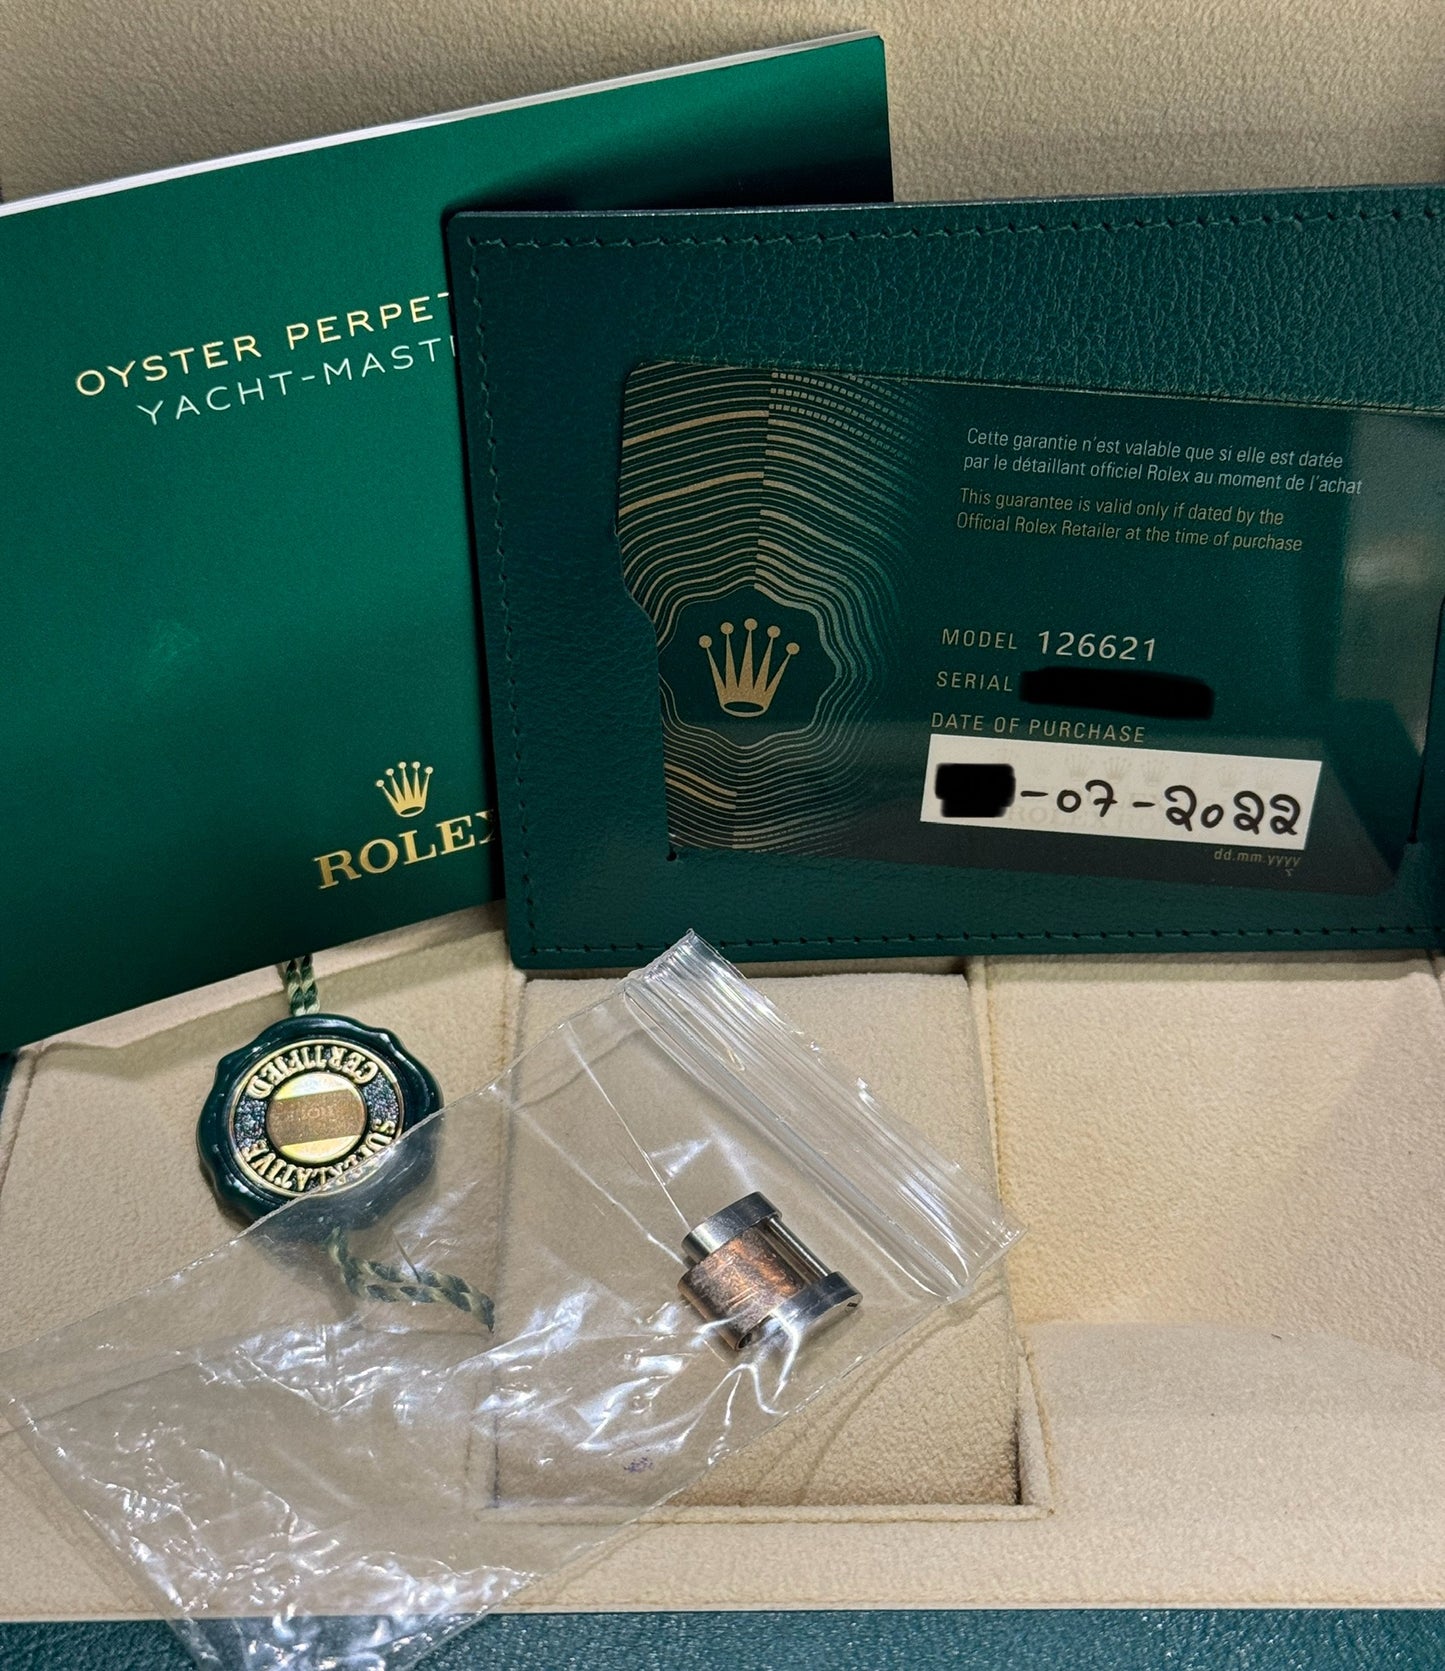 OYSTER PERPET
YACHT-MAST
ROLEX
Cette garantie n'est valable que si elle est datée
par le détaillant officiel Rolex au moment de l'achat
This guarantee is valid only if dated by the
Official Rolex Retailer at the time of purchase
MODEL 126621
SERIAL
DATE OF PURCHASE
-07-2022
dd.mm.yyyy
CERTIFIED
SUPERLATIVE